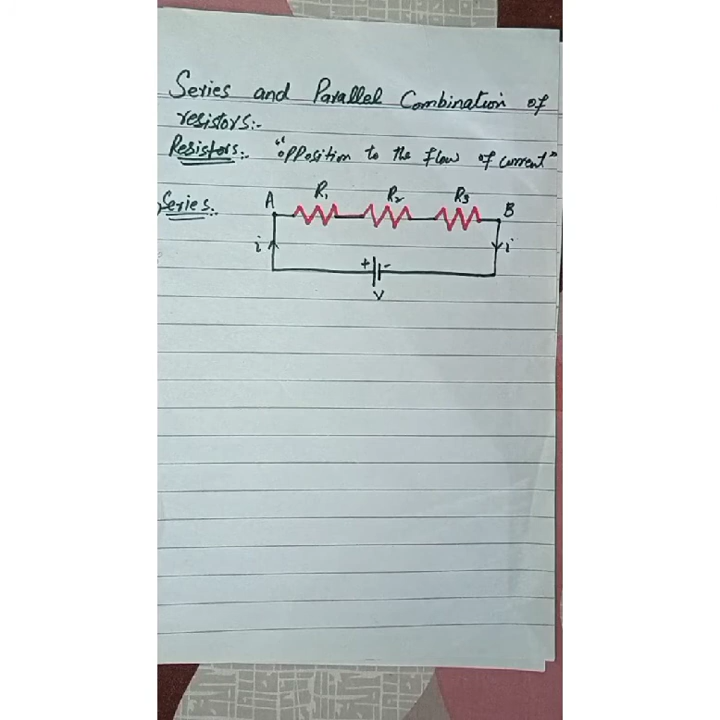 Series and Parallel Combination of
resistors:-
Resistors:- "opposition to the flow of current"
Series:-
A R₁ R₂ R₃ B
i + - i
V